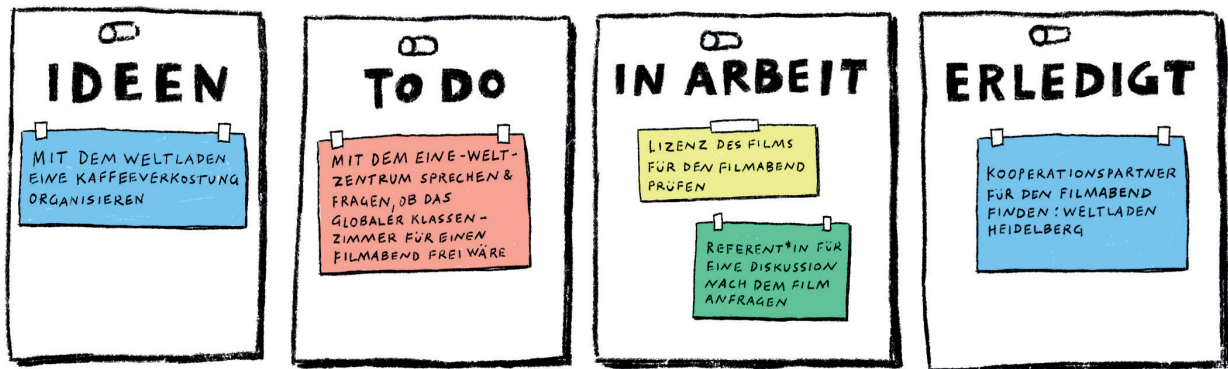 IDEEN
MIT DEM WELTLADEN
EINE KAFFEEVERKOSTUNG
ORGANISIEREN
TO DO
MIT DEM EINE-WELT-
ZENTRUM SPRECHEN &
FRAGEN, OB DAS
GLOBALER KLASSEN-
ZIMMER FÜR EINEN
FILMABEND FREI WÄRE
IN ARBEIT
LIZENZ DES FILMS
FÜR DEN FILMABEND
PRÜFEN
REFERENT*IN FÜR
EINE DISKUSSION
NACH DEM FILM
ANFRAGEN
ERLEDIGT
KOOPERATIONSPARTNER
FÜR DEN FILMABEND
FINDEN: WELTLADEN
HEIDELBERG